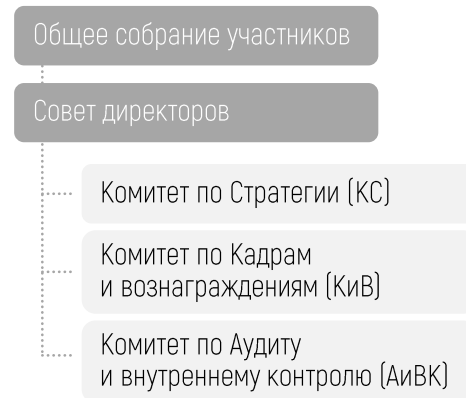 Общее собрание участников
Совет директоров
Комитет по Стратегии (КС)
Комитет по Кадрам
и вознаграждениям (КиВ)
Комитет по Аудиту
и внутреннему контролю (АиВК)